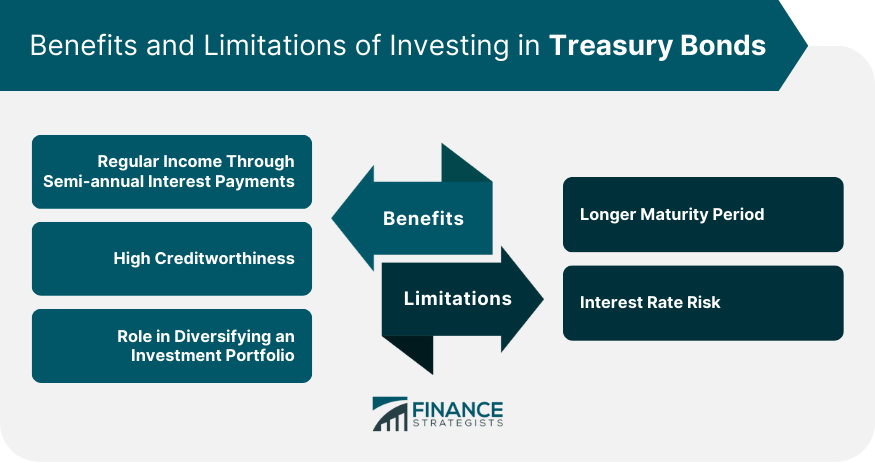 Benefits and Limitations of Investing in Treasury Bonds
Regular Income Through
Semi-annual Interest Payments
High Creditworthiness
Role in Diversifying an
Investment Portfolio
Benefits
Limitations
Longer Maturity Period
Interest Rate Risk
FINANCE
STRATEGISTS